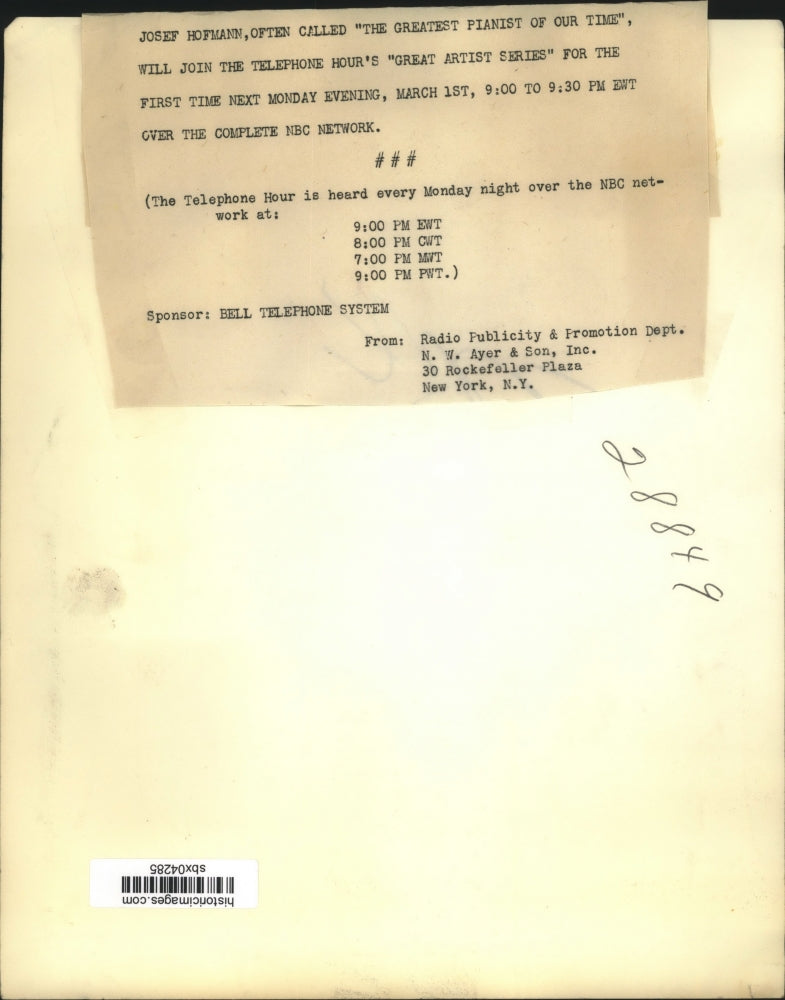 JOSEF HOFMANN,OFTEN CALLED "THE GREATEST PIANIST OF OUR TIME",
WILL JOIN THE TELEPHONE HOUR'S "GREAT ARTIST SERIES" FOR THE
FIRST TIME NEXT MONDAY EVENING, MARCH 1ST, 9:00 TO 9:30 PM EWT
OVER THE COMPLETE NBC NETWORK.
# # #
(The Telephone Hour is heard every Monday night over the NBC net-
work at:
9:00 PM EWT
8:00 PM CWT
7:00 PM MWT
9:00 PM PWT.)
Sponsor: BELL TELEPHONE SYSTEM
From: Radio Publicity & Promotion Dept.
N. W. Ayer & Son, Inc.
30 Rockefeller Plaza
New York, N.Y.
28849
historicimages.com
sbx04285